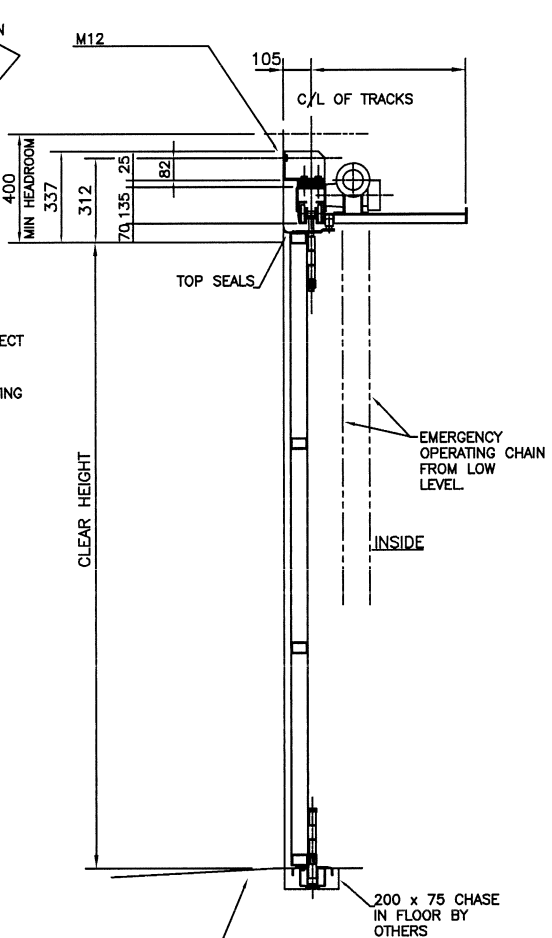 N
M12
105
C/L OF TRACKS
400
MIN HEADROOM
337
312
25
82
70
135
TOP SEALS
ECT
ING
EMERGENCY
OPERATING CHAIN
FROM LOW
LEVEL.
CLEAR HEIGHT
INSIDE
200 x 75 CHASE
IN FLOOR BY
OTHERS